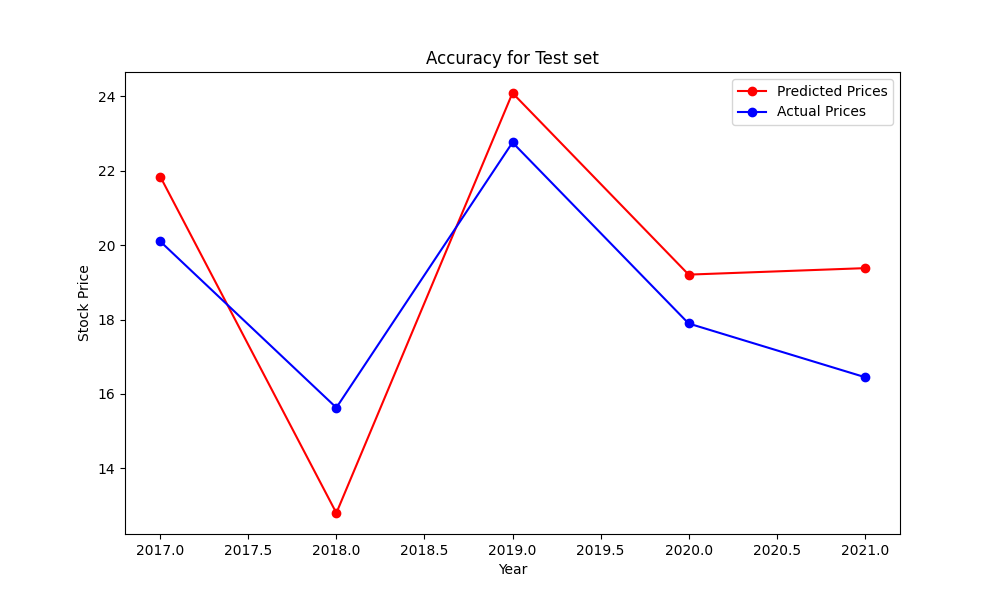 Accuracy for Test set
Predicted Prices
Actual Prices
Stock Price
24
22
20
18
16
14
2017.0 2017.5 2018.0 2018.5 2019.0 2019.5 2020.0 2020.5 2021.0
Year